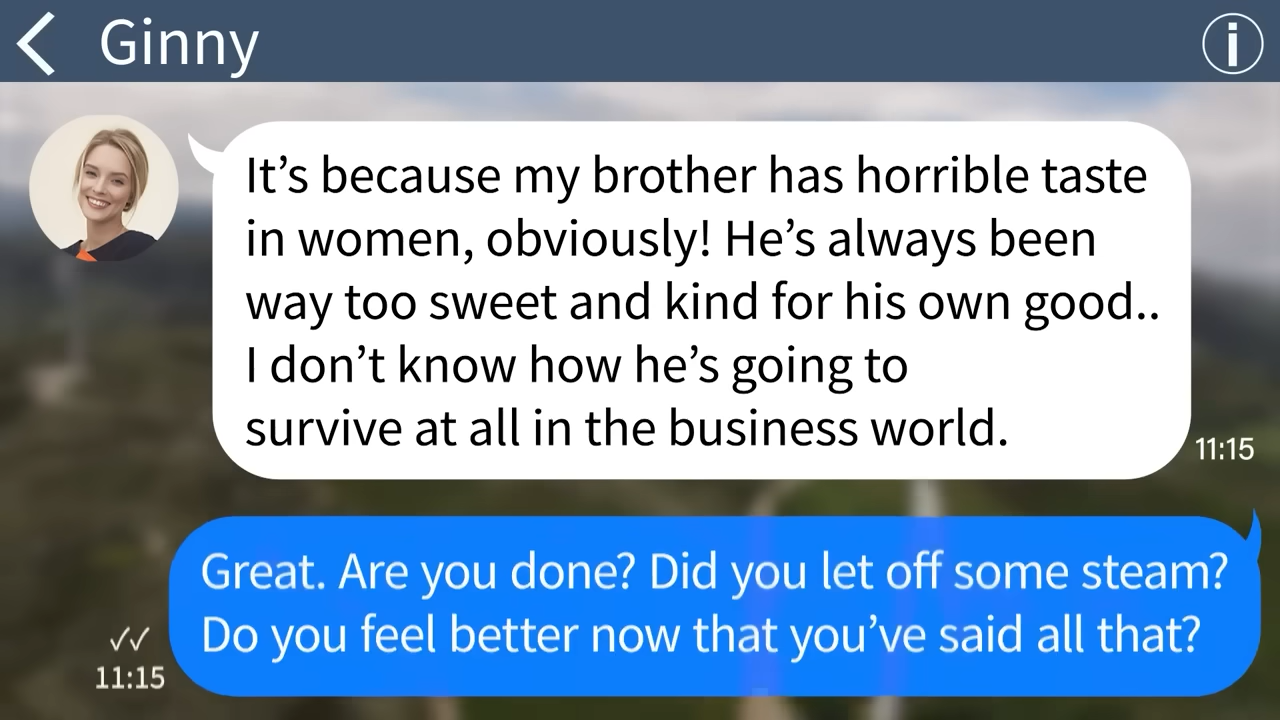 Ginny
i
It’s because my brother has horrible taste
in women, obviously! He’s always been
way too sweet and kind for his own good..
I don’t know how he’s going to
survive at all in the business world.
11:15
Great. Are you done? Did you let off some steam?
Do you feel better now that you’ve said all that?
11:15